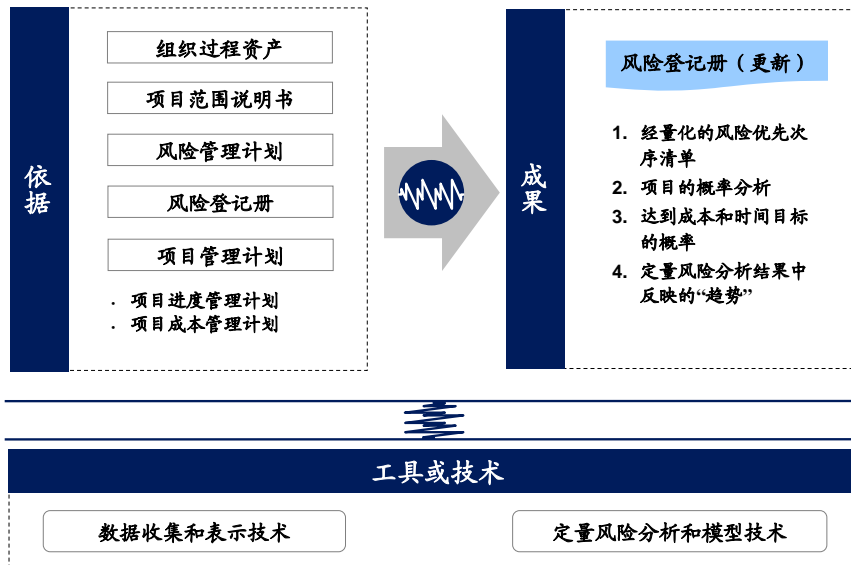 依据
组织过程资产
项目范围说明书
风险管理计划
风险登记册
项目管理计划
· 项目进度管理计划
· 项目成本管理计划
成果
风险登记册（更新）
1. 经量化的风险优先次
序清单
2. 项目的概率分析
3. 达到成本和时间目标
的概率
4. 定量风险分析结果中
反映的“趋势”
工具或技术
数据收集和表示技术
定量风险分析和模型技术